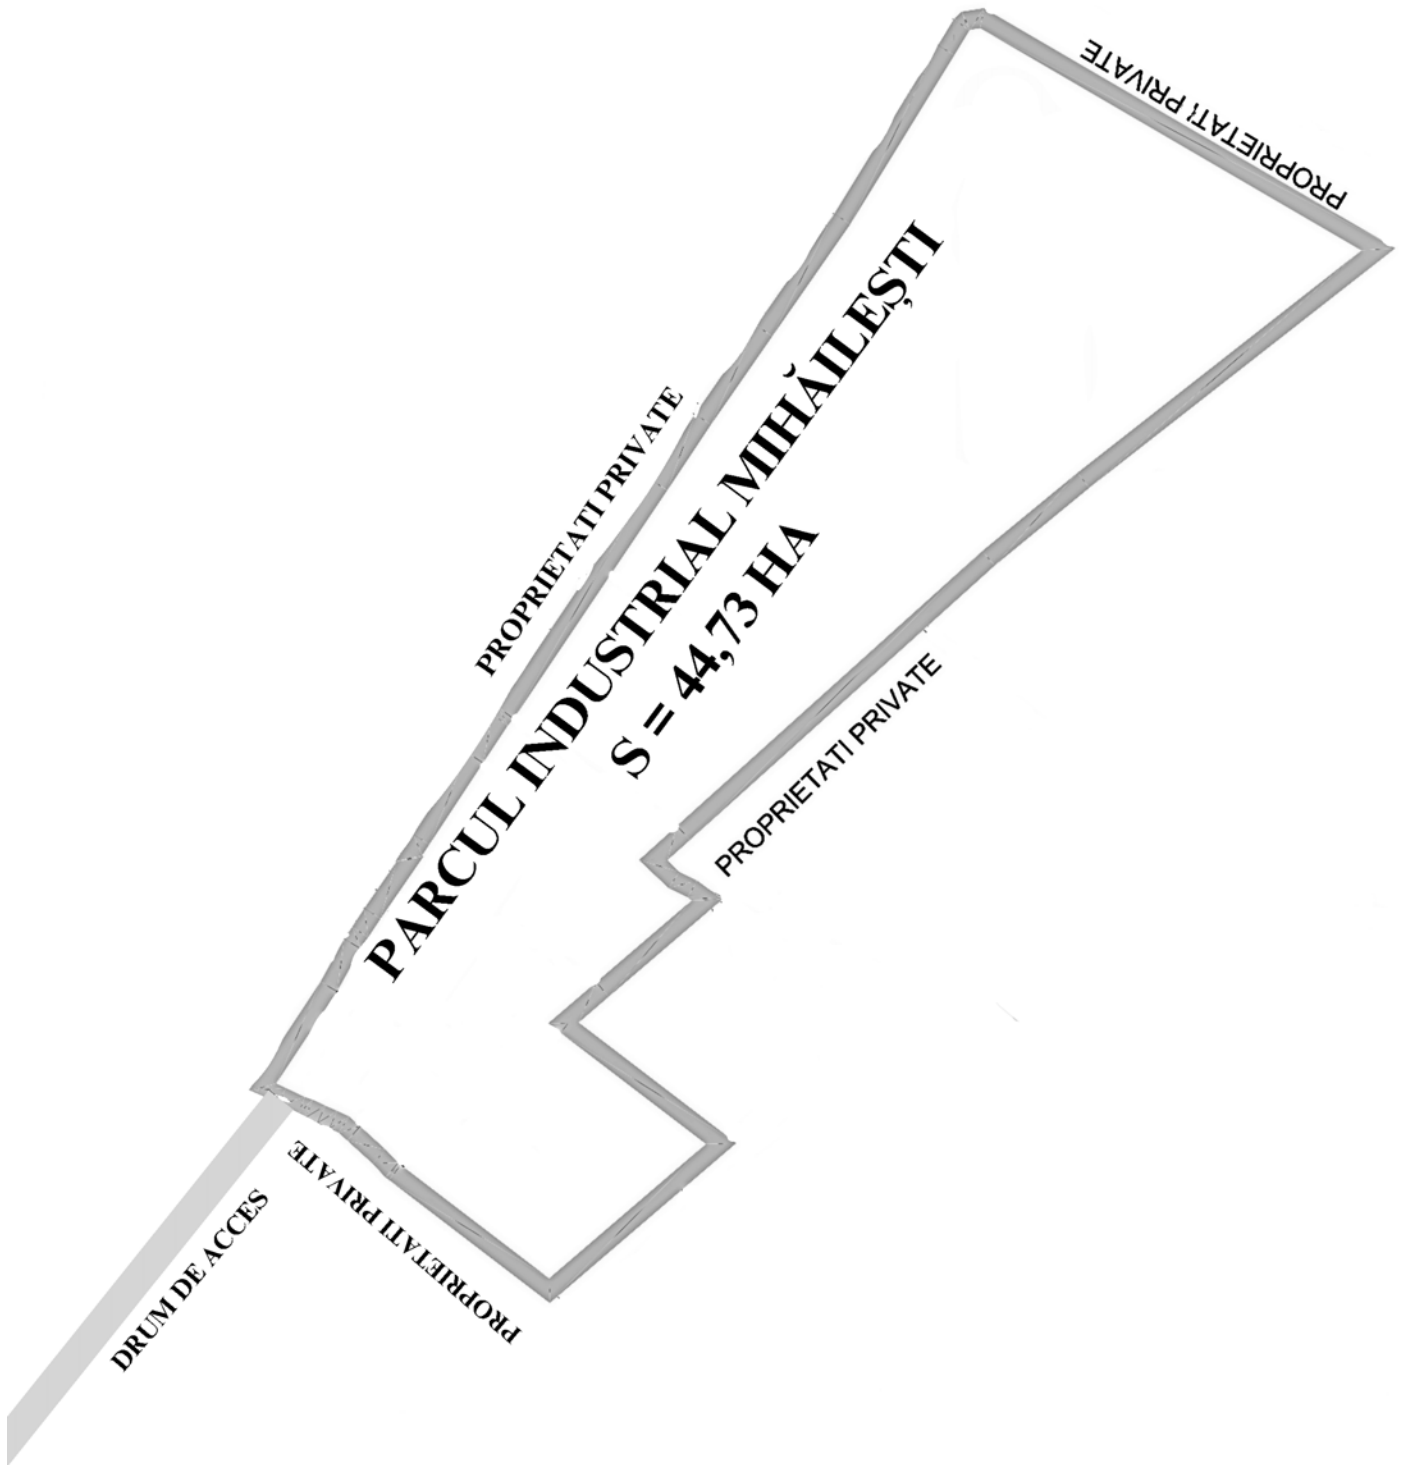 PROPRIETATI PRIVATE
PROPRIETATI PRIVATE
PARCUL INDUSTRIAL MIHĂILEȘTI
S = 44,73 HA
PROPRIETATI PRIVATE
PROPRIETATI PRIVATE
DRUM DE ACCES